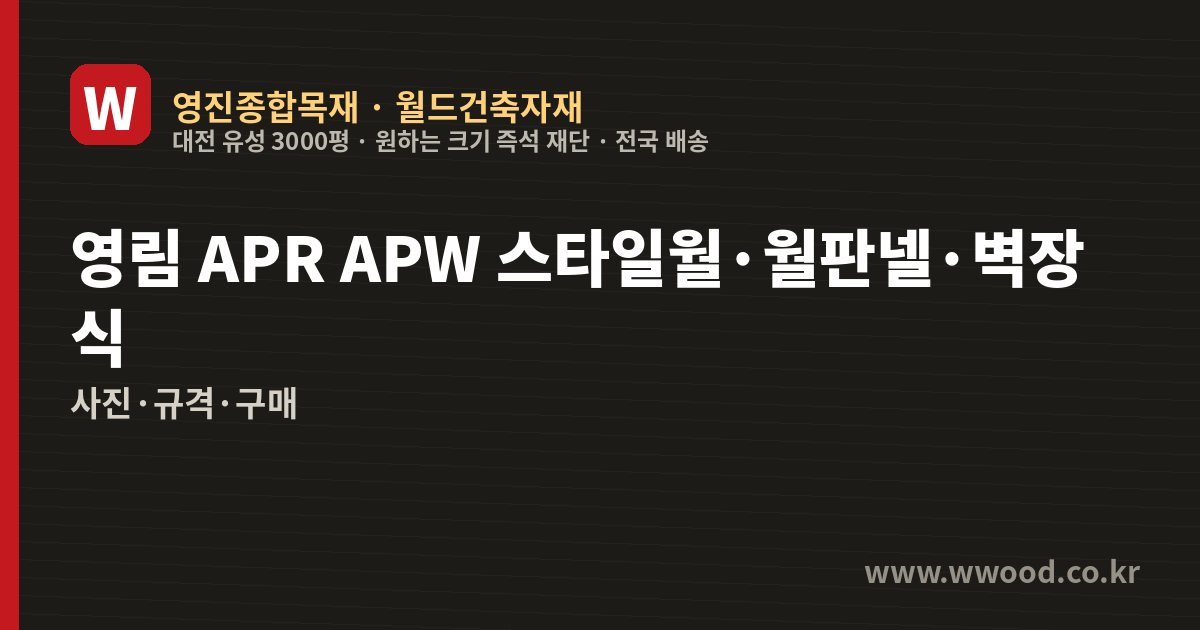 W
영진종합목재 · 월드건축자재
대전 유성 3000평 · 원하는 크기 즉석 재단 · 전국 배송
영림 APR APW 스타일월·월판넬·벽장
식
사진·규격·구매
www.wwood.co.kr